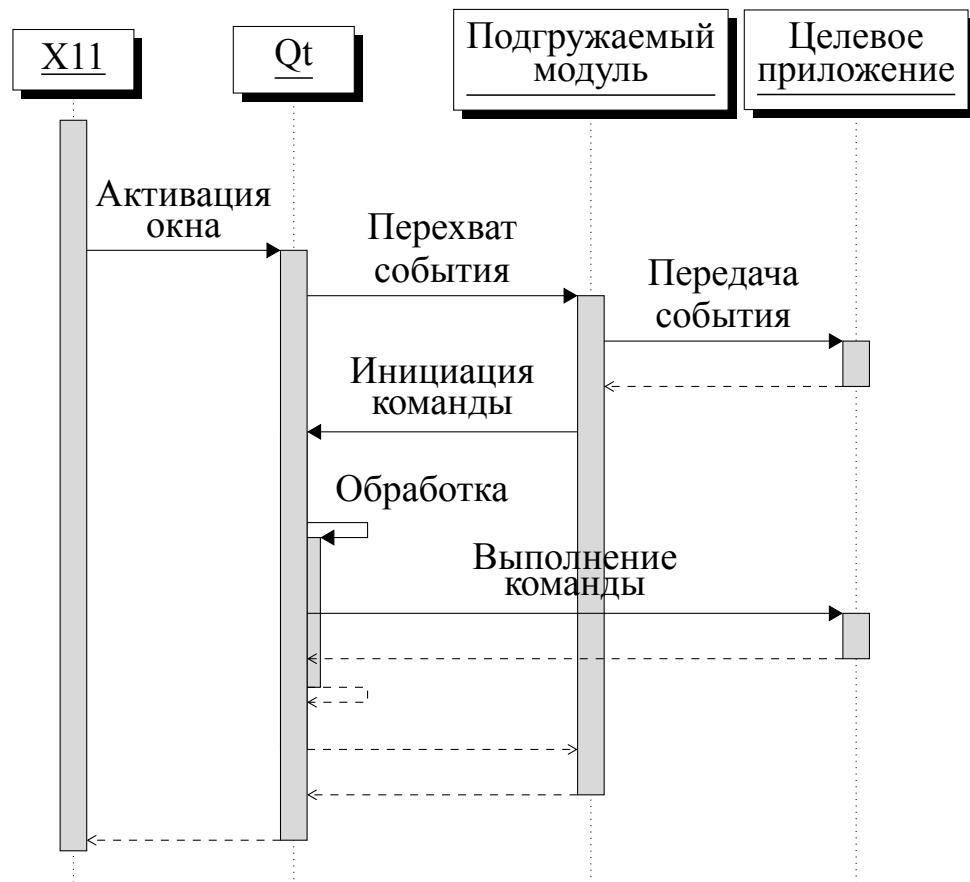 X11
Qt
Подгружаемый
модуль
Целевое
приложение
Активация
окна
Перехват
события
Передача
события
Инициация
команды
Обработка
Выполнение
команды